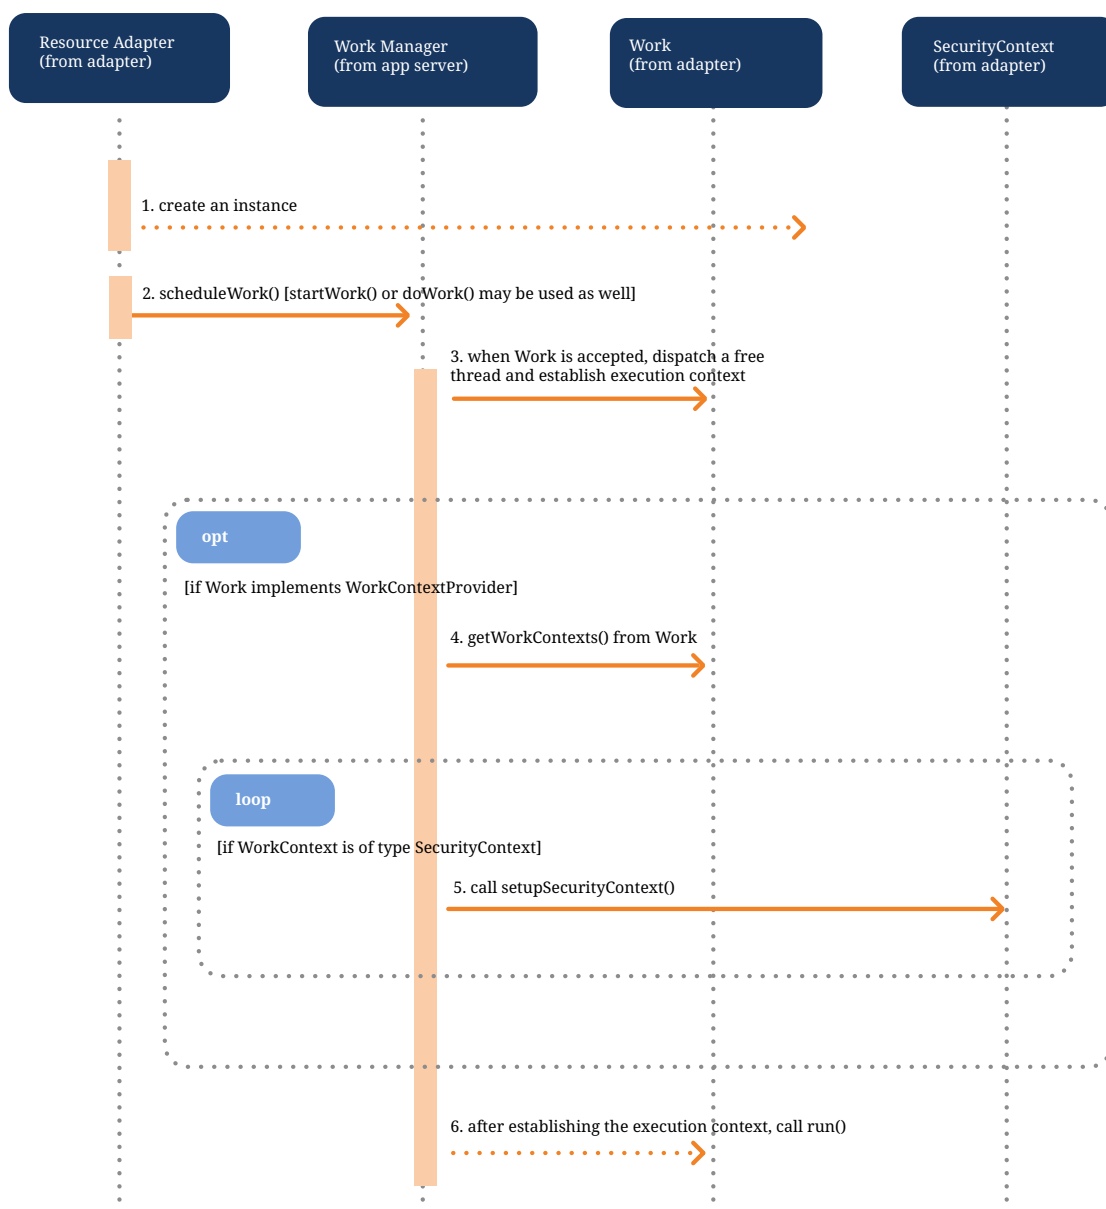 Resource Adapter
(from adapter)
Work Manager
(from app server)
Work
(from adapter)
SecurityContext
(from adapter)
1. create an instance
2. scheduleWork() [startWork() or doWork() may be used as well]
3. when Work is accepted, dispatch a free
thread and establish execution context
opt
[if Work implements WorkContextProvider]
4. getWorkContexts() from Work
loop
[if WorkContext is of type SecurityContext]
5. call setupSecurityContext()
6. after establishing the execution context, call run()